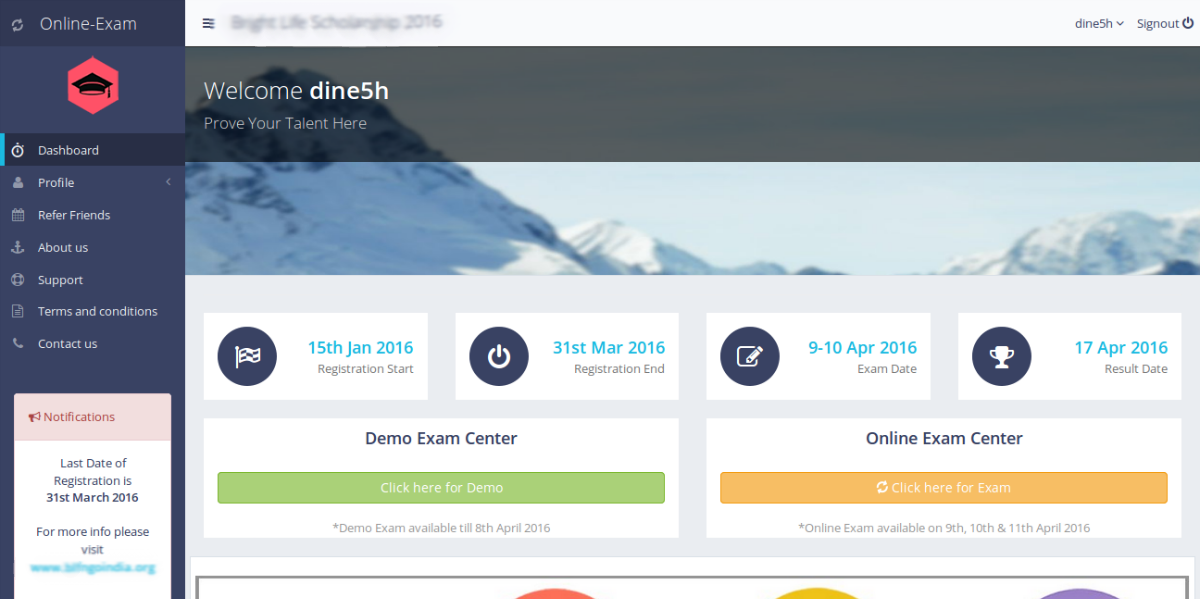 Online-Exam
Bright Life Scholarship 2016
dine5h
Signout
Welcome dine5h
Prove Your Talent Here
Dashboard
Profile
Refer Friends
About us
Support
Terms and conditions
Contact us
Notifications
Last Date of
Registration is
31st March 2016
For more info please
visit
15th Jan 2016
Registration Start
31st Mar 2016
Registration End
9-10 Apr 2016
Exam Date
17 Apr 2016
Result Date
Demo Exam Center
Click here for Demo
*Demo Exam available till 8th April 2016
Online Exam Center
Click here for Exam
*Online Exam available on 9th, 10th & 11th April 2016